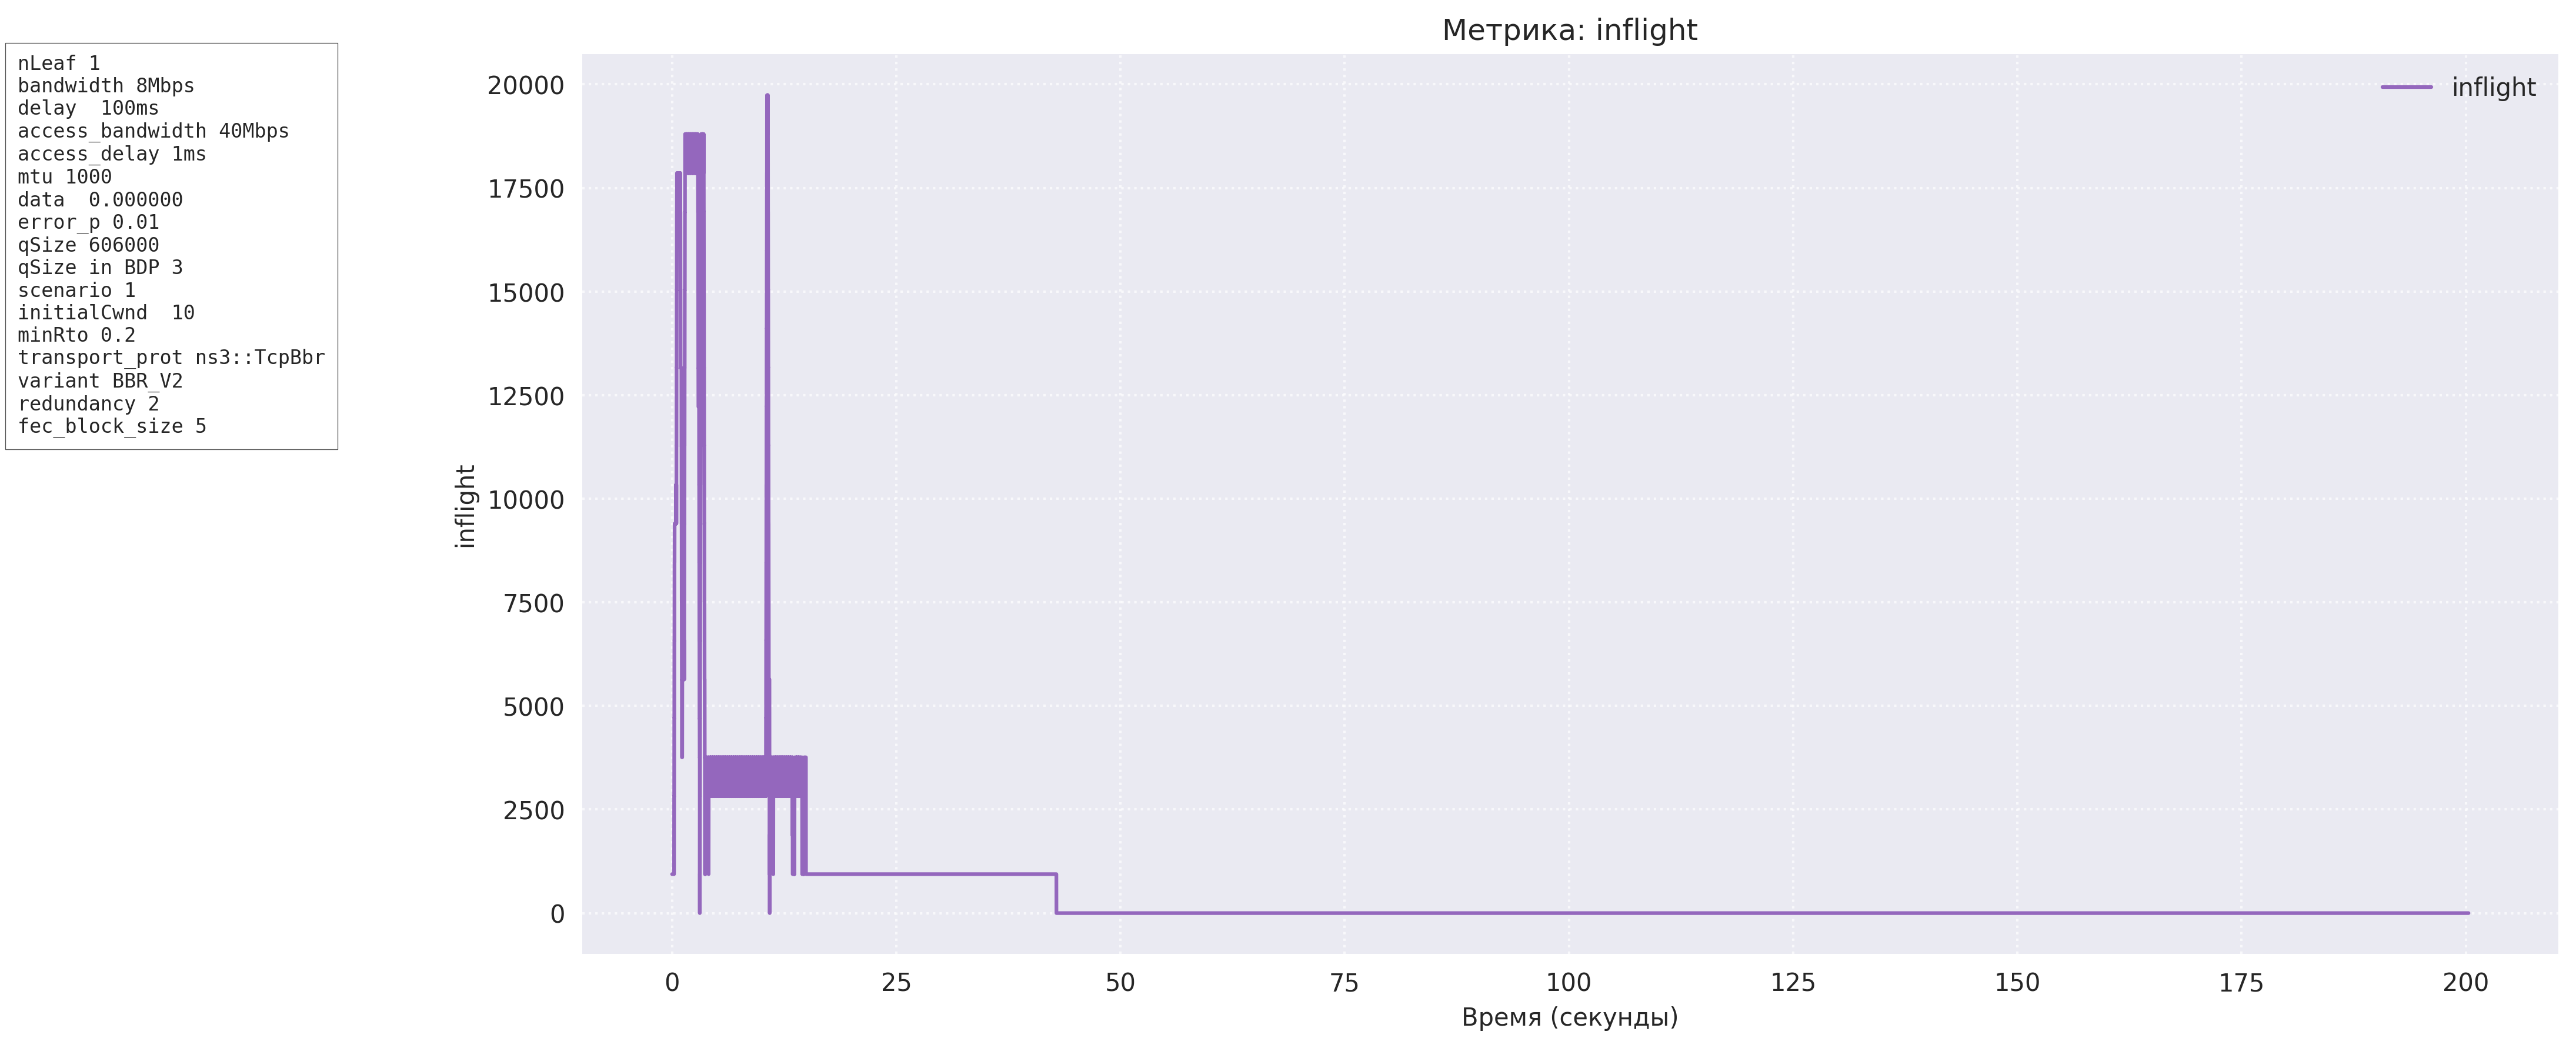 nLeaf 1
bandwidth 8Mbps
delay  100ms
access_bandwidth 40Mbps
access_delay 1ms
mtu 1000
data  0.000000
error_p 0.01
qSize 606000
qSize in BDP 3
scenario 1
initialCwnd  10
minRto 0.2
transport_prot ns3::TcpBbr
variant BBR_V2
redundancy 2
fec_block_size 5
Метрика: inflight
inflight
20000
17500
15000
12500
10000
7500
5000
2500
0
inflight
0 25 50 75 100 125 150 175 200
Время (секунды)